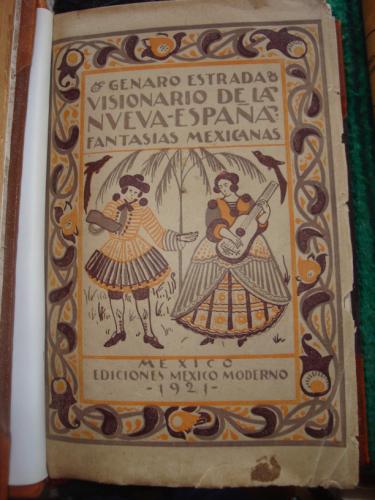 GENARO ESTRADA
VISIONARIO DE LA
NVEVA·ESPAÑA
FANTASIAS MEXICANAS
MEXICO
EDICIONES MEXICO MODERNO
-1921-